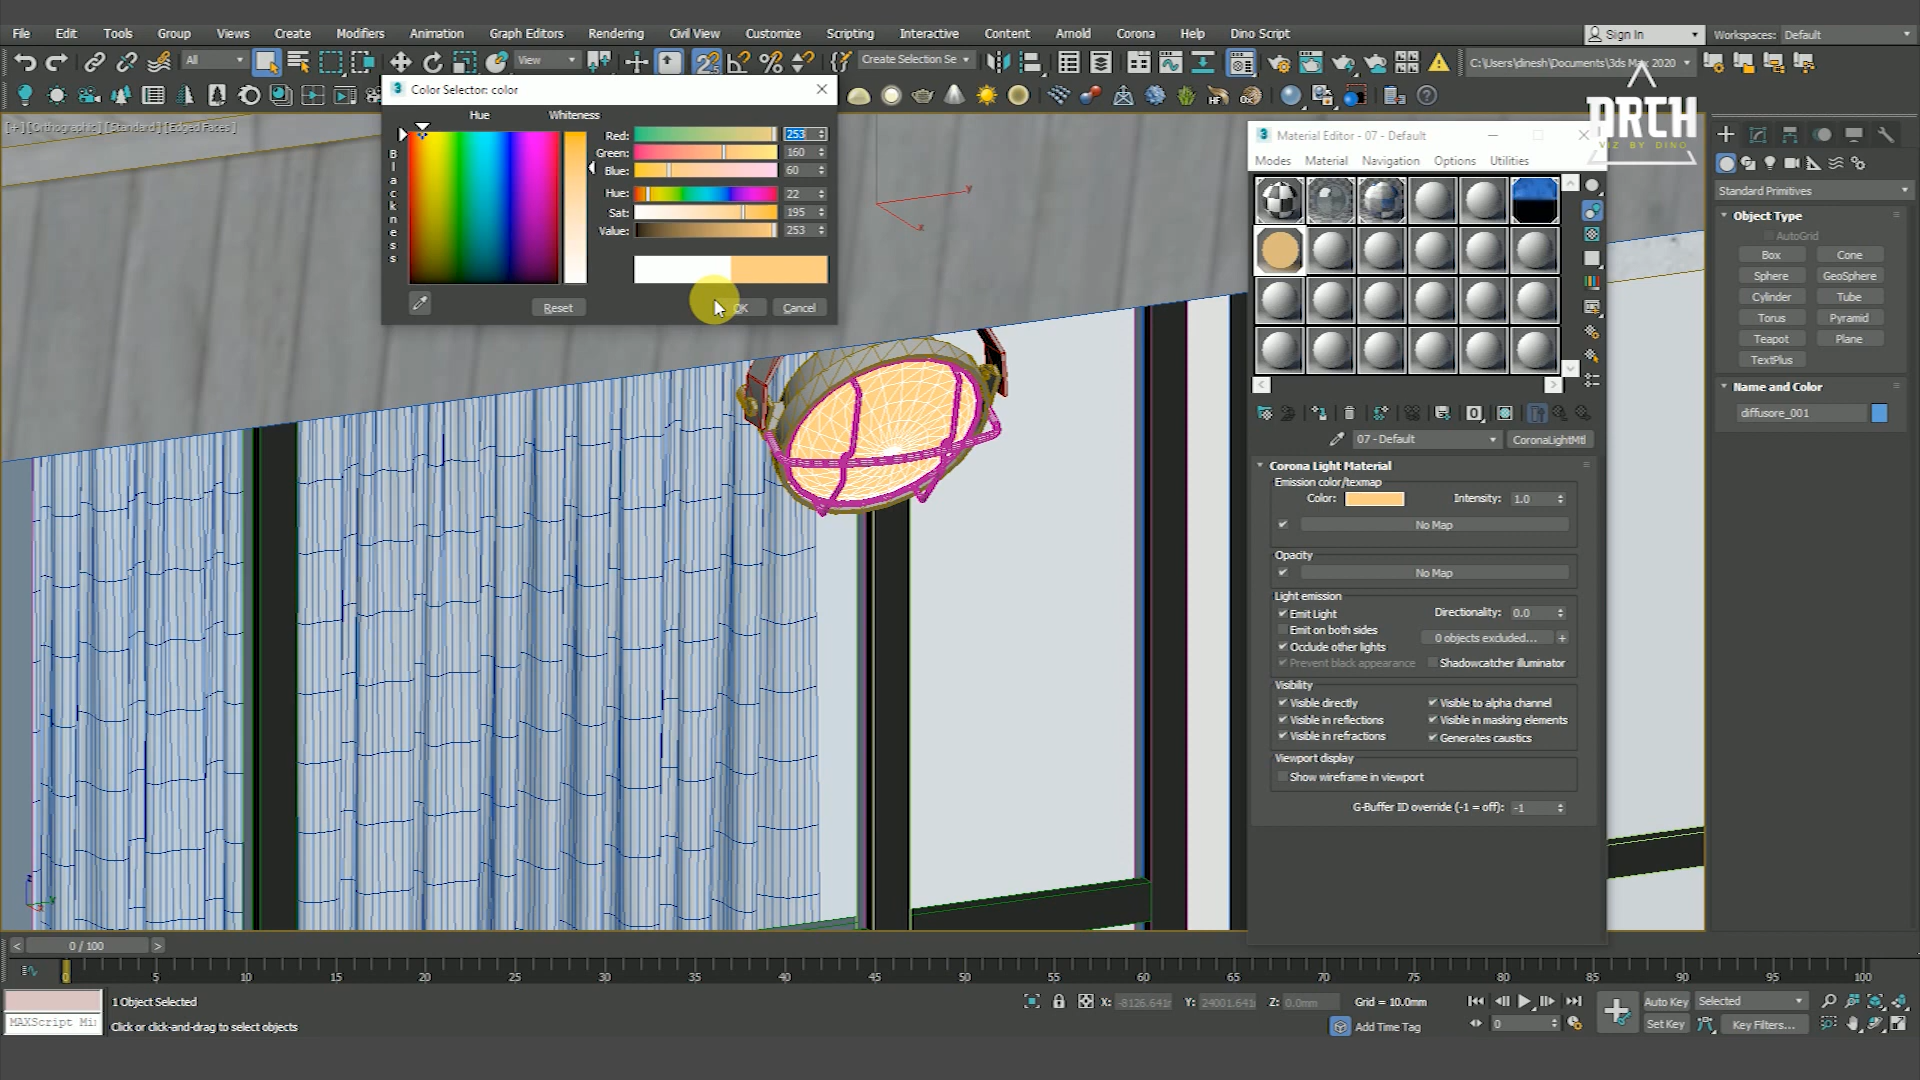 File Edit Tools Group Views Create Modifiers Animation Graph Editors Rendering Civil View Customize Scripting Interactive Content Arnold Corona Help Dino Script
Sign In
Workspaces: Default
All
View
Create Selection Se
C:\Users\dinesh\Documents\3ds Max 2020
ARCH
VIZ BY DINO
[+] [Orthographic] [Standard] [Edged Faces]
Color Selector: color
Hue
Whiteness
Blackness
Red: 253
Green: 160
Blue: 60
Hue: 22
Sat: 195
Value: 253
Reset
OK
Cancel
Material Editor - 07 - Default
Modes Material Navigation Options Utilities
07 - Default
CoronaLightMtl
Corona Light Material
Emission color/texmap
Color:
Intensity: 1.0
No Map
Opacity
No Map
Light emission
Emit Light
Directionality: 0.0
Emit on both sides
0 objects excluded...
+
Occlude other lights
Prevent black appearance
Shadowcatcher illuminator
Visibility
Visible directly
Visible to alpha channel
Visible in reflections
Visible in masking elements
Visible in refractions
Generates caustics
Viewport display
Show wireframe in viewport
G-Buffer ID override (-1 = off): -1
Standard Primitives
Object Type
AutoGrid
Box Cone
Sphere GeoSphere
Cylinder Tube
Torus Pyramid
Teapot Plane
TextPlus
Name and Color
diffusore_001
y
x
z
y
x
< 0 / 100 >
0 5 10 15 20 25 30 35 40 45 50 55 60 65 70 75 80 85 90 95 100
1 Object Selected
MAXScript Mi
Click or click-and-drag to select objects
X: -8126.641
Y: 24001.641
Z: 0.0mm
Grid = 10.0mm
Add Time Tag
0
Auto Key
Selected
Set Key
Key Filters...